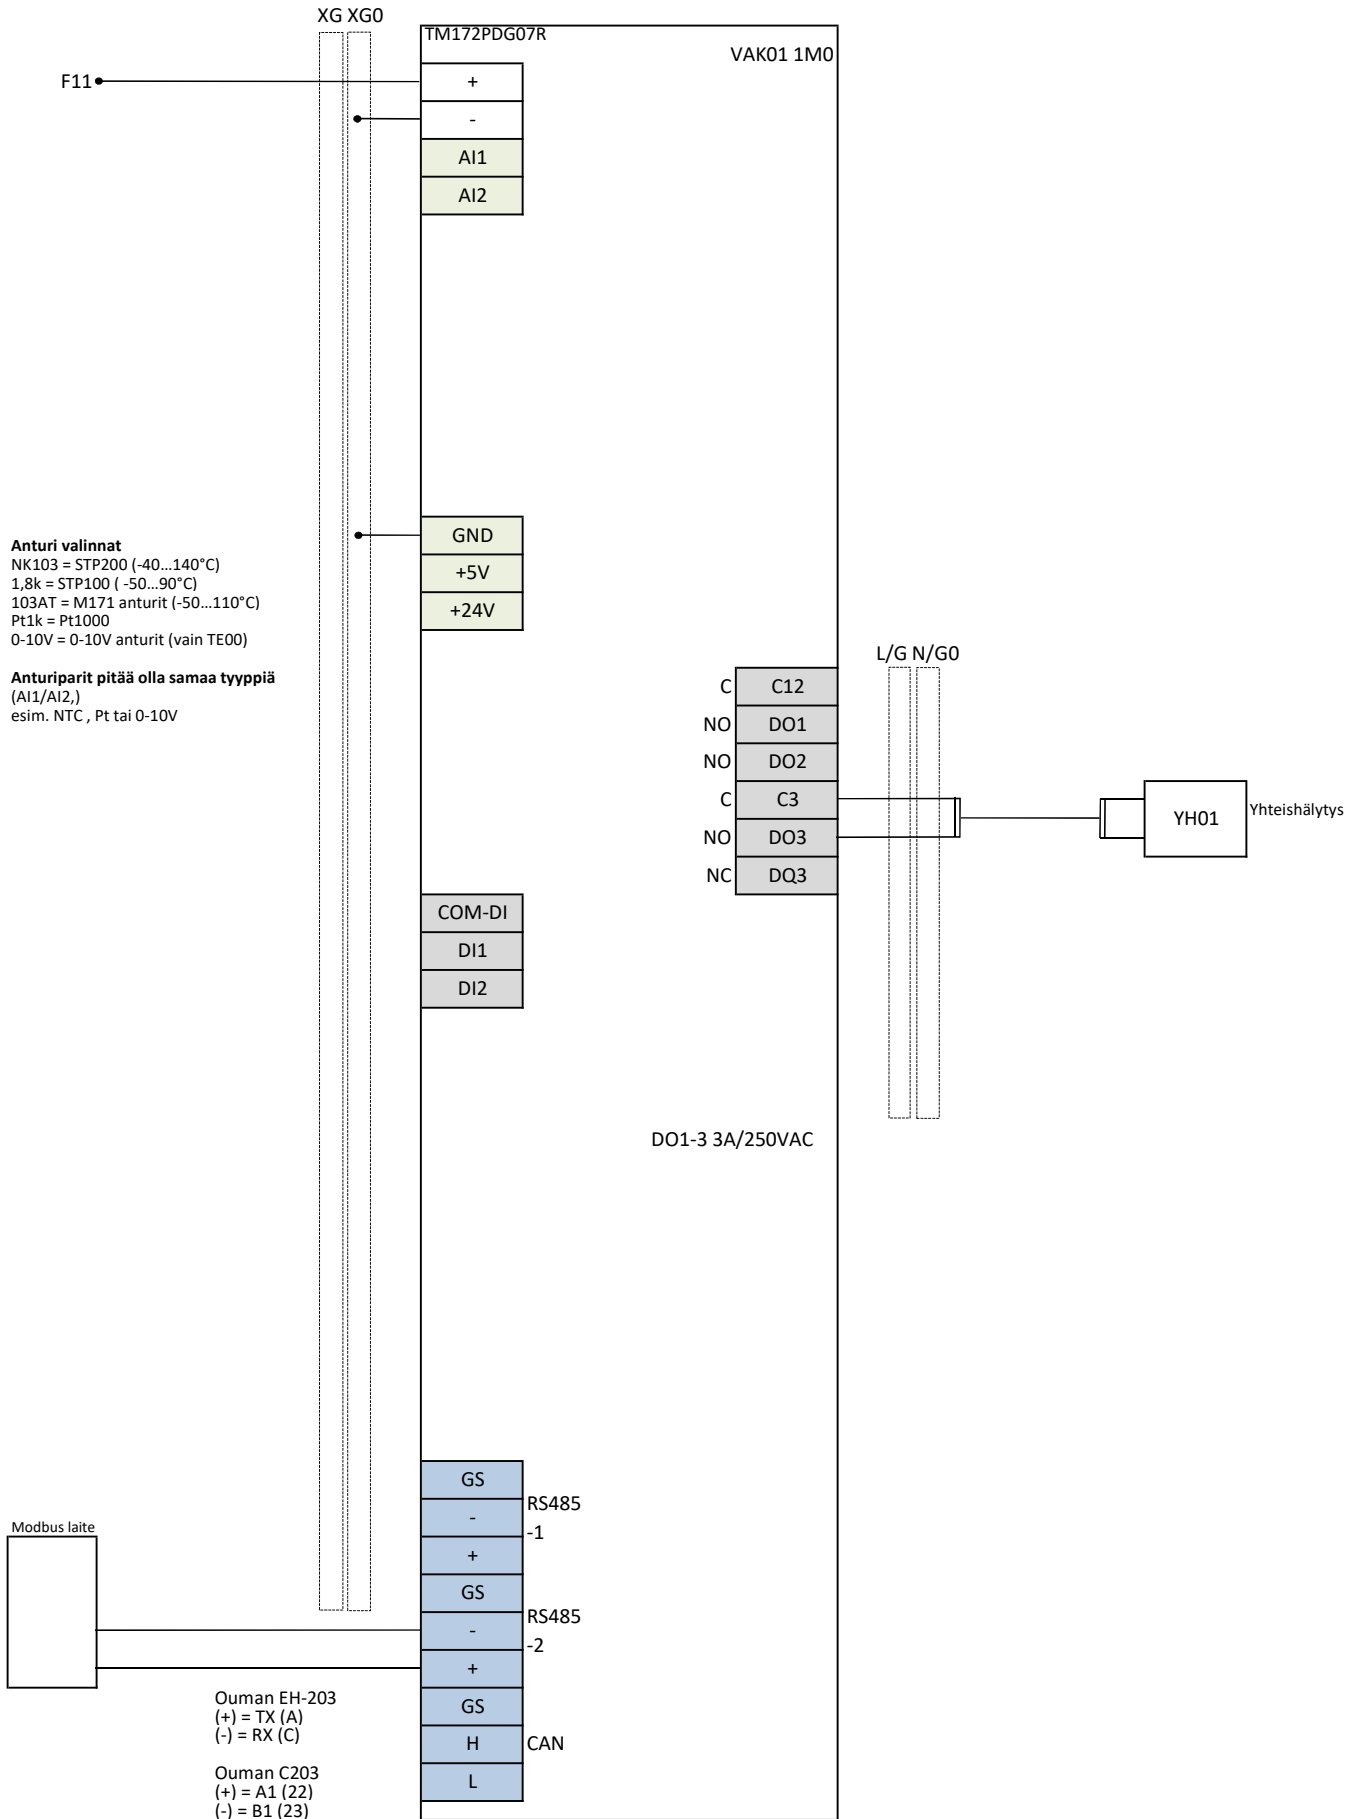 XG XG0
TM172PDG07R
VAK01 1M0
F11
+
-
AI1
AI2
Anturi valinnat
NK103 = STP200 (-40...140°C)
1,8k = STP100 ( -50...90°C)
103AT = M171 anturit (-50...110°C)
Pt1k = Pt1000
0-10V = 0-10V anturit (vain TE00)
Anturiparit pitää olla samaa tyyppiä
(AI1/AI2,)
esim. NTC , Pt tai 0-10V
GND
+5V
+24V
L/G N/G0
C C12
NO DO1
NO DO2
C C3
NO DO3
NC DQ3
YH01
Yhteishälytys
COM-DI
DI1
DI2
DO1-3 3A/250VAC
GS
-
+
RS485
-1
GS
-
+
RS485
-2
GS
H
L
CAN
Modbus laite
Ouman EH-203
(+) = TX (A)
(-) = RX (C)
Ouman C203
(+) = A1 (22)
(-) = B1 (23)